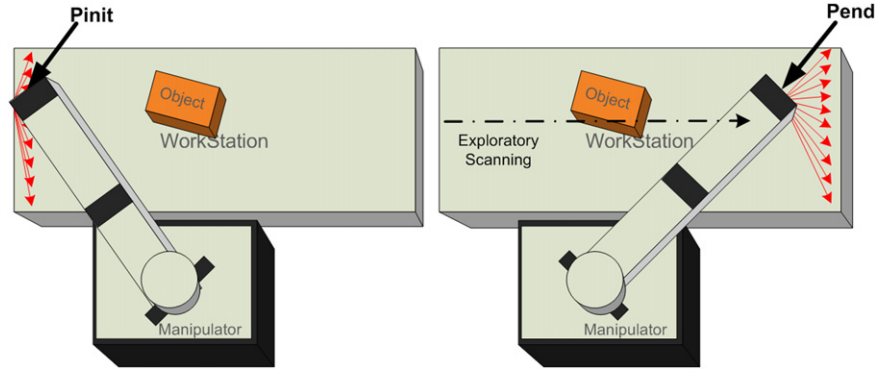 Pinit
Object
WorkStation
Manipulator
Pend
Object
WorkStation
Exploratory
Scanning
Manipulator